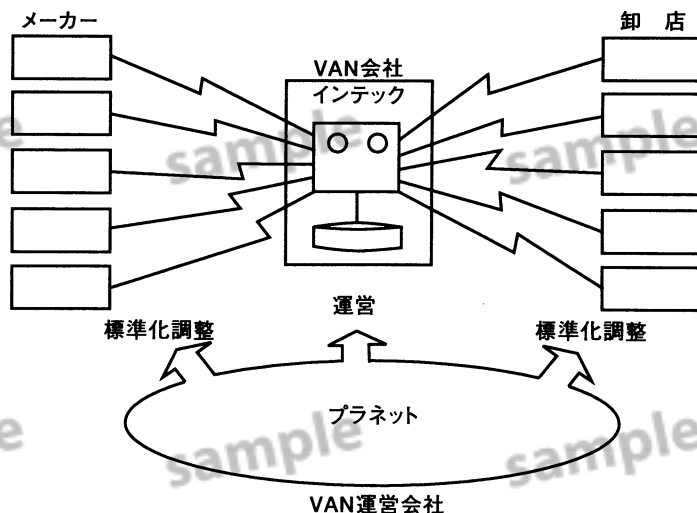 メーカー
卸 店
VAN会社
インテック
運営
標準化調整
標準化調整
プラネット
VAN運営会社
e
sample
sample
e
sample
sample